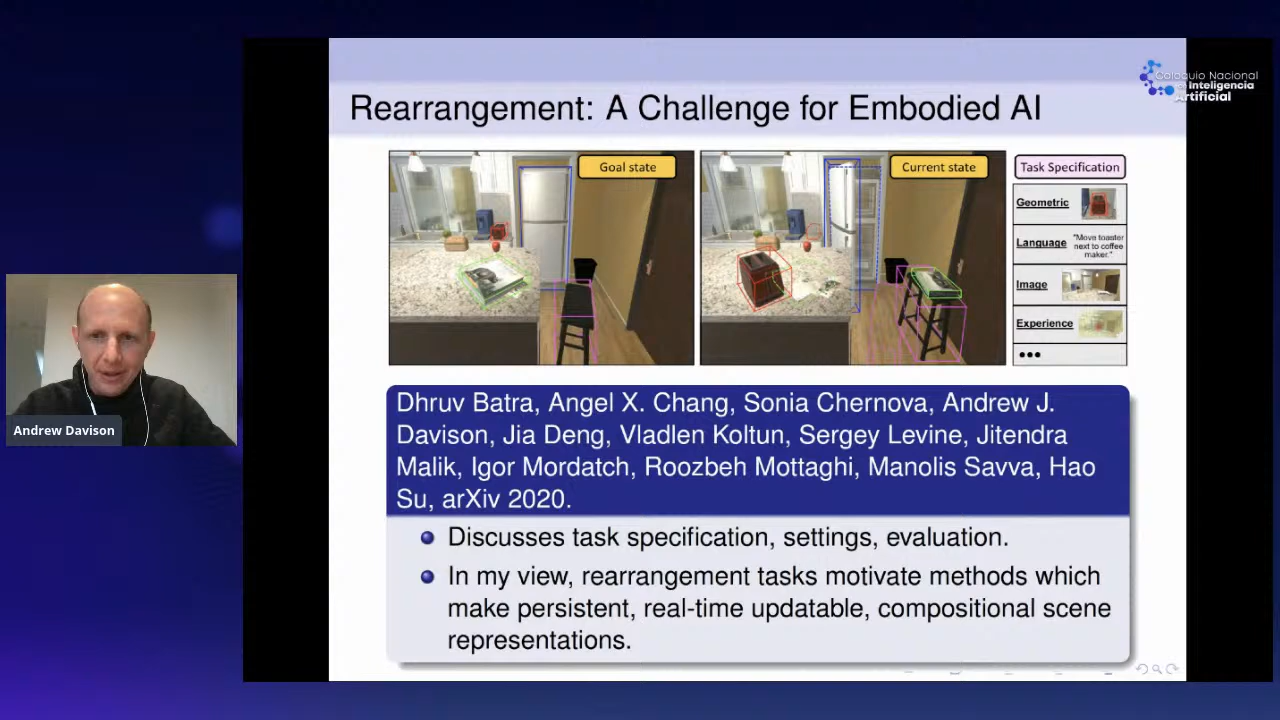 Coloquio Nacional
de Inteligencia
Artificial
Rearrangement: A Challenge for Embodied AI
Goal state
Current state
Task Specification
Geometric
Language
"Move toaster
next to coffee
maker."
Image
Experience
Andrew Davison
Dhruv Batra, Angel X. Chang, Sonia Chernova, Andrew J.
Davison, Jia Deng, Vladlen Koltun, Sergey Levine, Jitendra
Malik, Igor Mordatch, Roozbeh Mottaghi, Manolis Savva, Hao
Su, arXiv 2020.
Discusses task specification, settings, evaluation.
In my view, rearrangement tasks motivate methods which
make persistent, real-time updatable, compositional scene
representations.